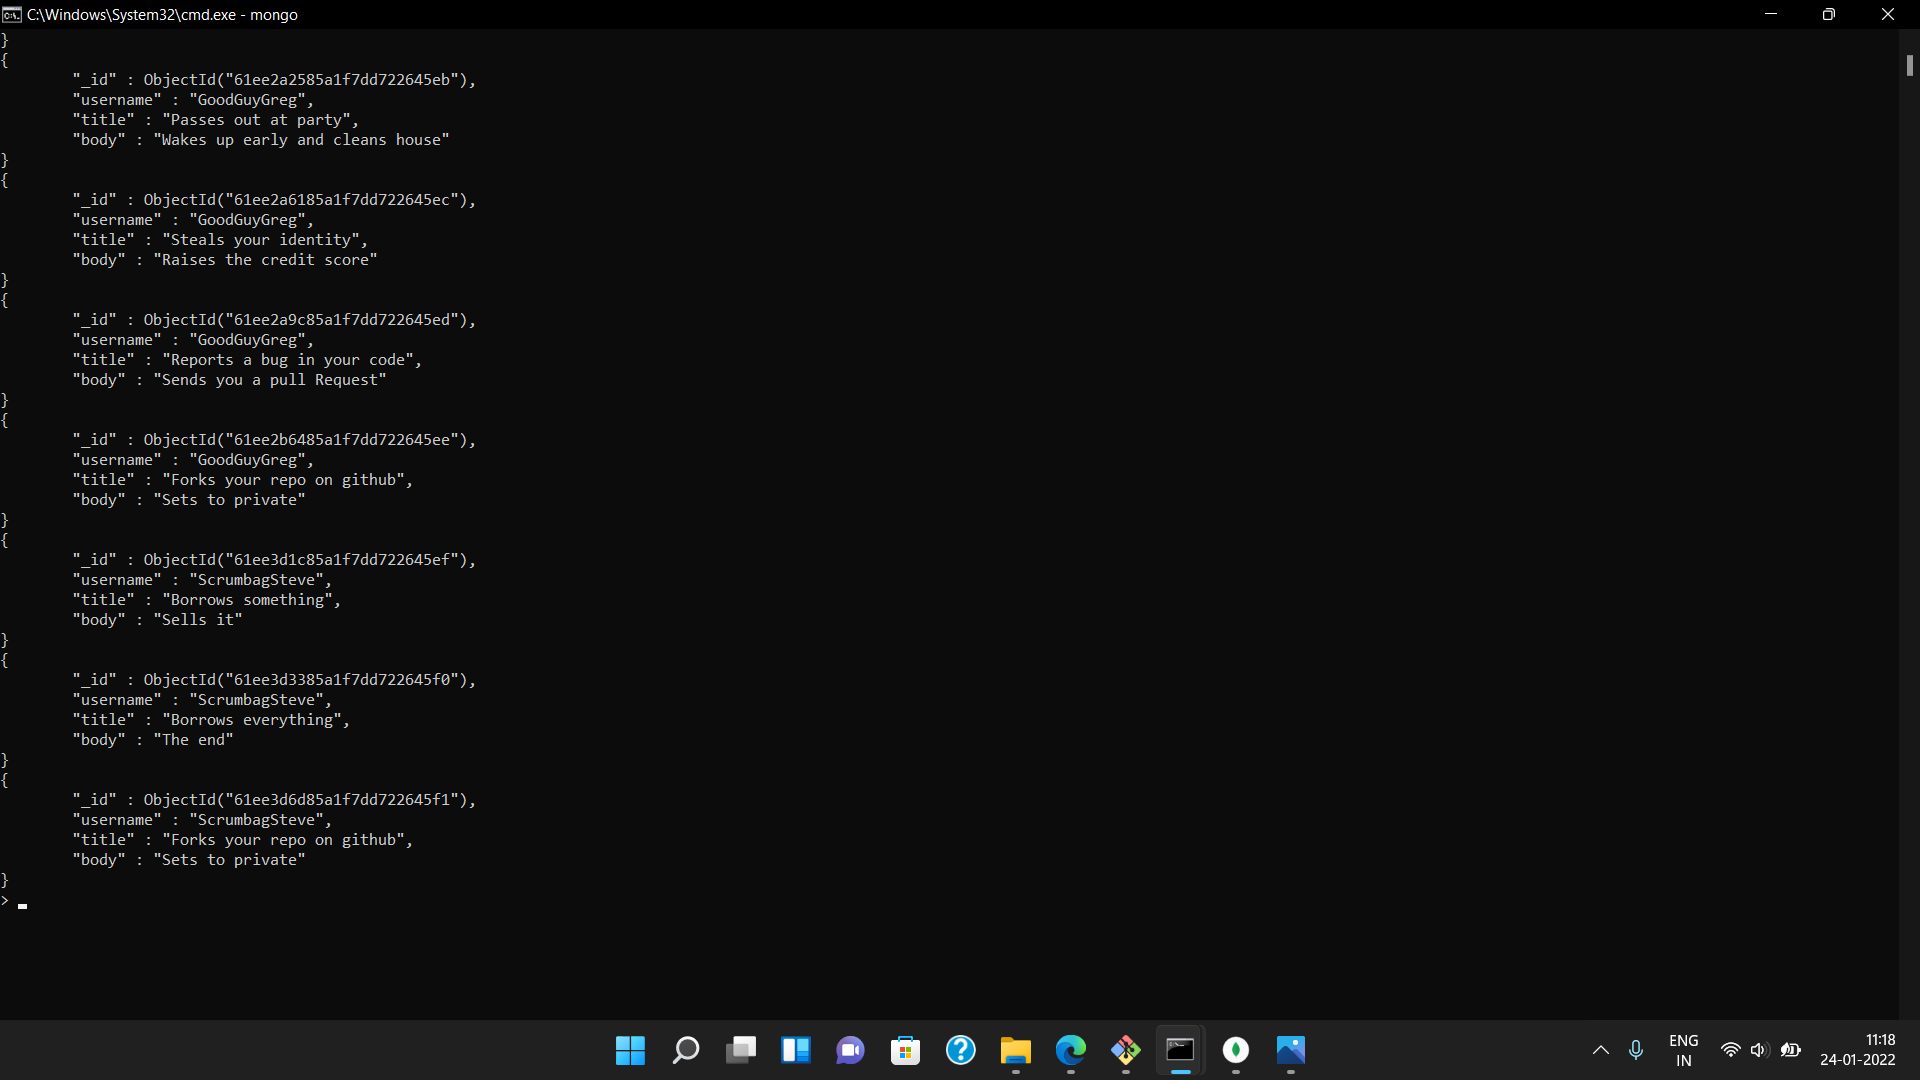 C:\Windows\System32\cmd.exe - mongo
}
{
"_id" : ObjectId("61ee2a2585a1f7dd722645eb"),
"username" : "GoodGuyGreg",
"title" : "Passes out at party",
"body" : "Wakes up early and cleans house"
}
{
"_id" : ObjectId("61ee2a6185a1f7dd722645ec"),
"username" : "GoodGuyGreg",
"title" : "Steals your identity",
"body" : "Raises the credit score"
}
{
"_id" : ObjectId("61ee2a9c85a1f7dd722645ed"),
"username" : "GoodGuyGreg",
"title" : "Reports a bug in your code",
"body" : "Sends you a pull Request"
}
{
"_id" : ObjectId("61ee2b6485a1f7dd722645ee"),
"username" : "GoodGuyGreg",
"title" : "Forks your repo on github",
"body" : "Sets to private"
}
{
"_id" : ObjectId("61ee3d1c85a1f7dd722645ef"),
"username" : "ScrumbagSteve",
"title" : "Borrows something",
"body" : "Sells it"
}
{
"_id" : ObjectId("61ee3d3385a1f7dd722645f0"),
"username" : "ScrumbagSteve",
"title" : "Borrows everything",
"body" : "The end"
}
{
"_id" : ObjectId("61ee3d6d85a1f7dd722645f1"),
"username" : "ScrumbagSteve",
"title" : "Forks your repo on github",
"body" : "Sets to private"
}
>
ENG
IN
11:18
24-01-2022